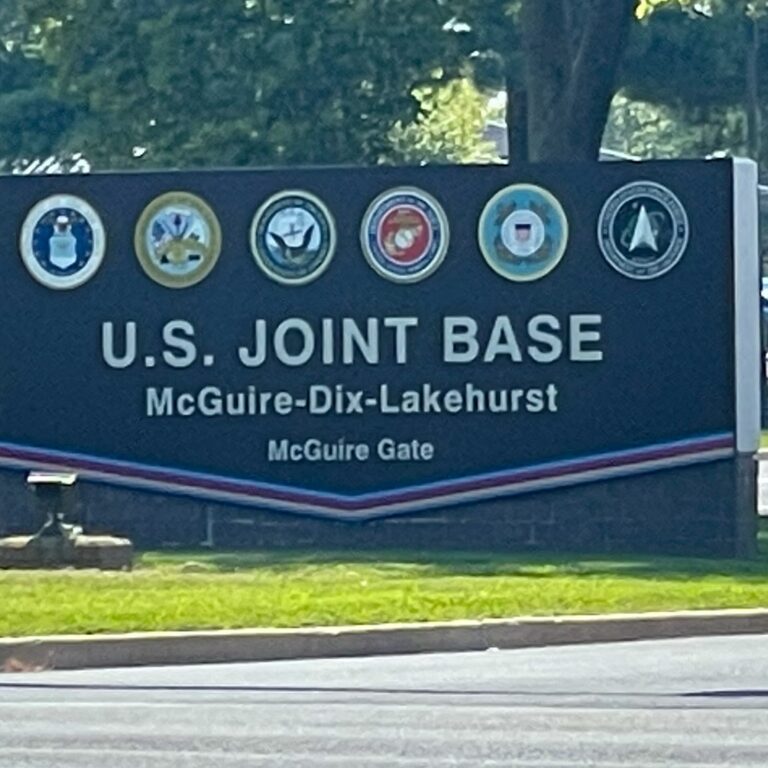 U.S. JOINT BASE
McGuire-Dix-Lakehurst
McGuire Gate